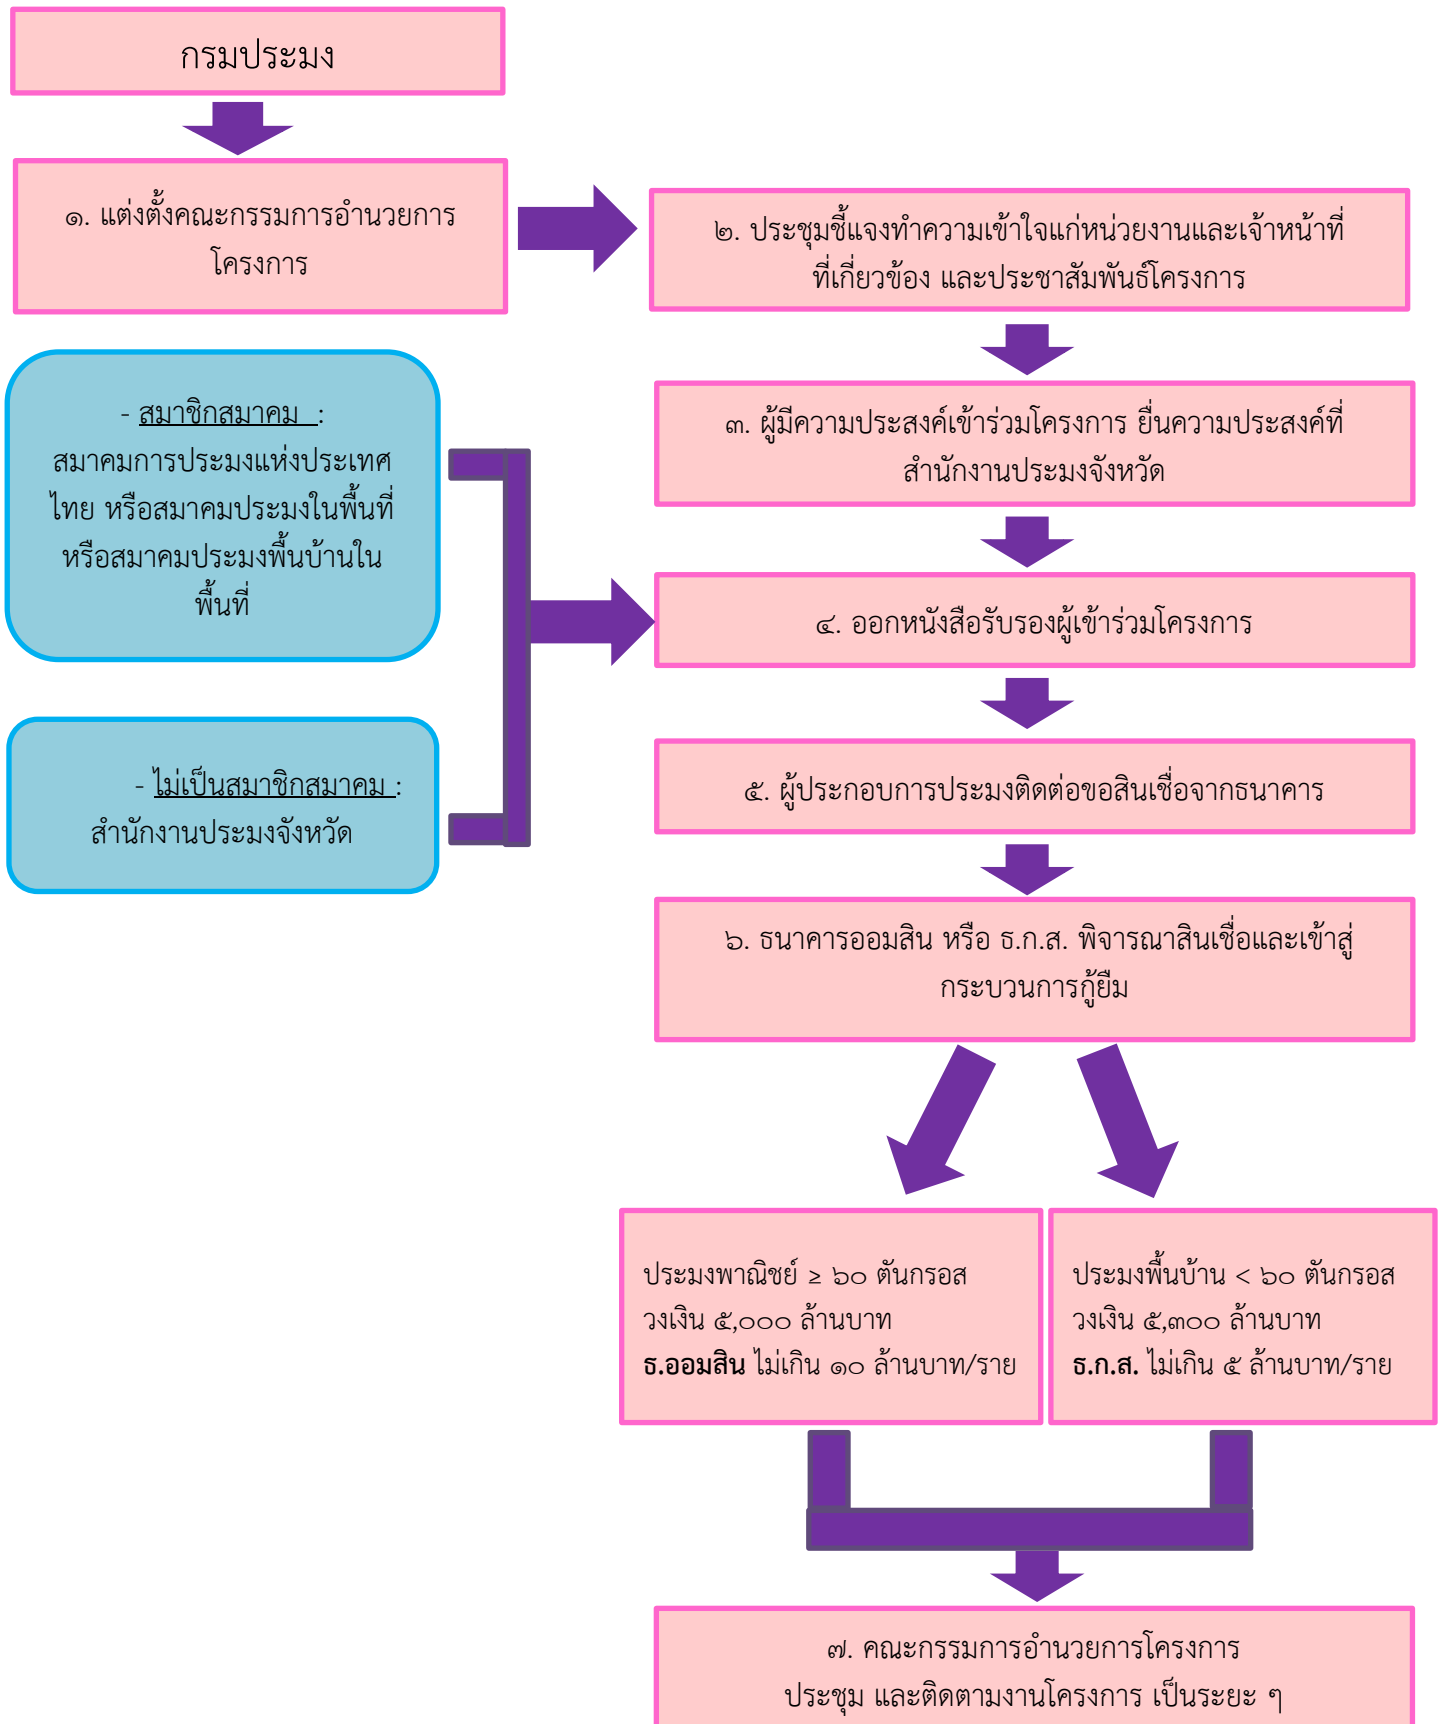 กรมประมง
๑. แต่งตั้งคณะกรรมการอำนวยการ
โครงการ
๒. ประชุมชี้แจงทำความเข้าใจแก่หน่วยงานและเจ้าหน้าที่
ที่เกี่ยวข้อง และประชาสัมพันธ์โครงการ
- สมาชิกสมาคม :
สมาคมการประมงแห่งประเทศ
ไทย หรือสมาคมประมงในพื้นที่
หรือสมาคมประมงพื้นบ้านใน
พื้นที่
๓. ผู้มีความประสงค์เข้าร่วมโครงการ ยื่นความประสงค์ที่
สำนักงานประมงจังหวัด
๔. ออกหนังสือรับรองผู้เข้าร่วมโครงการ
- ไม่เป็นสมาชิกสมาคม :
สำนักงานประมงจังหวัด
๕. ผู้ประกอบการประมงติดต่อขอสินเชื่อจากธนาคาร
๖. ธนาคารออมสิน หรือ ธ.ก.ส. พิจารณาสินเชื่อและเข้าสู่
กระบวนการกู้ยืม
ประมงพาณิชย์ ≥ ๖๐ ตันกรอส
วงเงิน ๕,๐๐๐ ล้านบาท
ธ.ออมสิน ไม่เกิน ๑๐ ล้านบาท/ราย
ประมงพื้นบ้าน < ๖๐ ตันกรอส
วงเงิน ๕,๓๐๐ ล้านบาท
ธ.ก.ส. ไม่เกิน ๕ ล้านบาท/ราย
๗. คณะกรรมการอำนวยการโครงการ
ประชุม และติดตามงานโครงการ เป็นระยะ ๆ